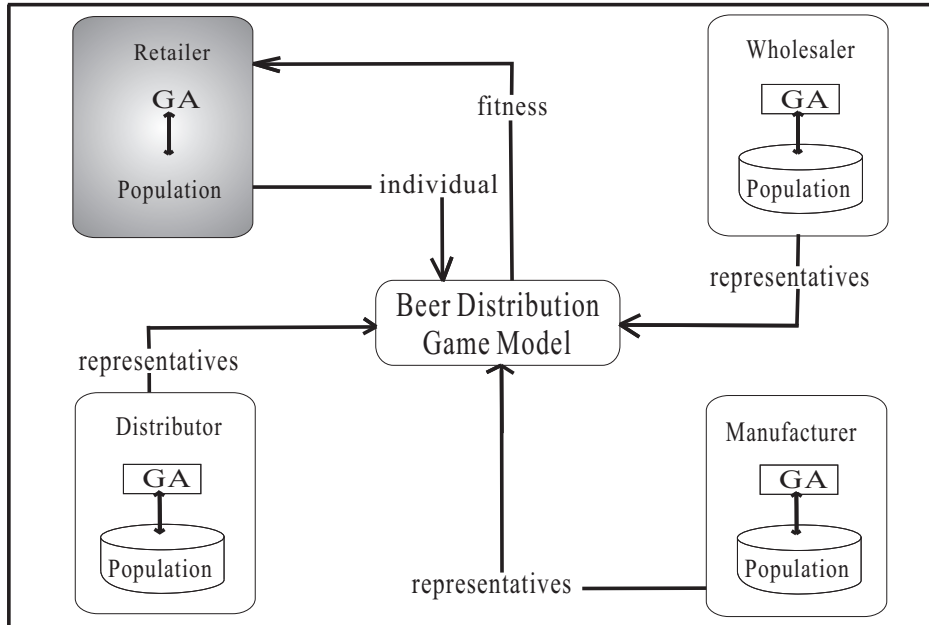 Retailer
GA
Population
fitness
individual
Wholesaler
GA
Population
representatives
Beer Distribution
Game Model
representatives
Distributor
GA
Population
Manufacturer
GA
Population
representatives